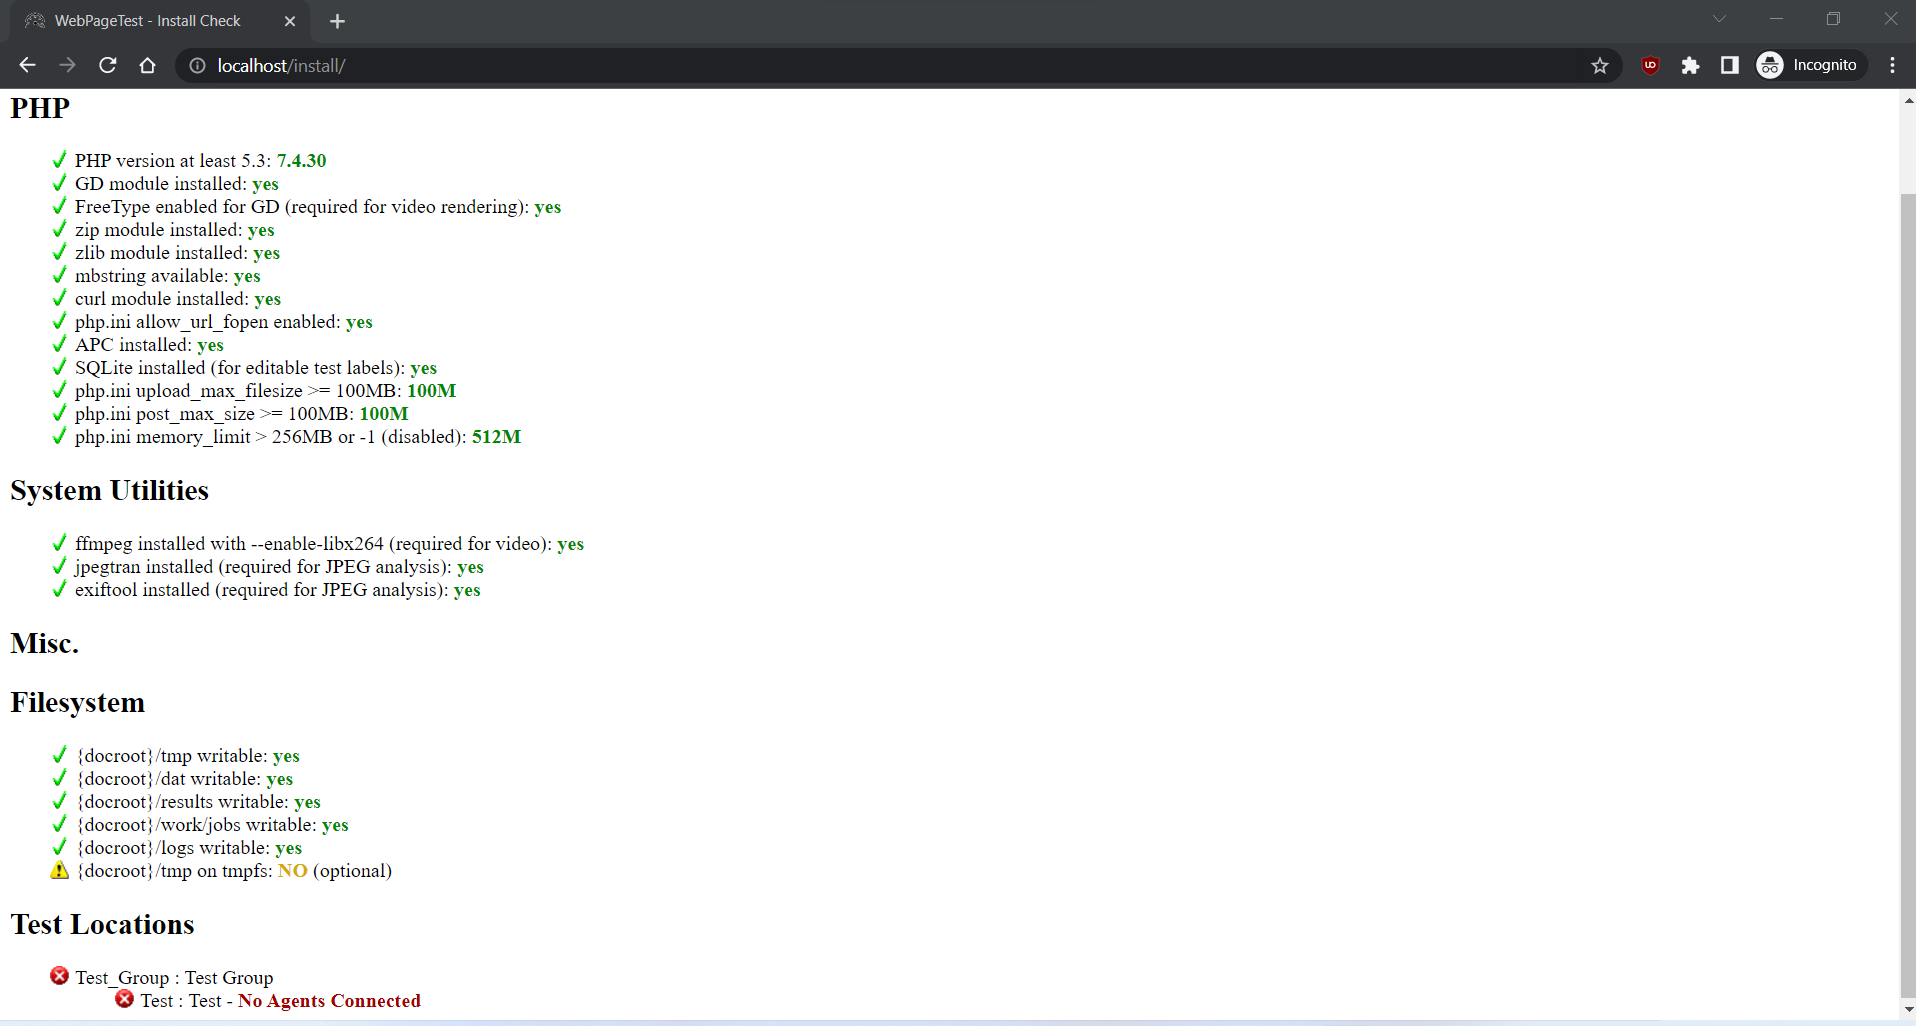 WebPageTest - Install Check
localhost/install/
Incognito
PHP
PHP version at least 5.3: 7.4.30
GD module installed: yes
FreeType enabled for GD (required for video rendering): yes
zip module installed: yes
zlib module installed: yes
mbstring available: yes
curl module installed: yes
php.ini allow_url_fopen enabled: yes
APC installed: yes
SQLite installed (for editable test labels): yes
php.ini upload_max_filesize >= 100MB: 100M
php.ini post_max_size >= 100MB: 100M
php.ini memory_limit > 256MB or -1 (disabled): 512M
System Utilities
ffmpeg installed with --enable-libx264 (required for video): yes
jpegtran installed (required for JPEG analysis): yes
exiftool installed (required for JPEG analysis): yes
Misc.
Filesystem
{docroot}/tmp writable: yes
{docroot}/dat writable: yes
{docroot}/results writable: yes
{docroot}/work/jobs writable: yes
{docroot}/logs writable: yes
{docroot}/tmp on tmpfs: NO (optional)
Test Locations
Test_Group : Test Group
Test : Test - No Agents Connected